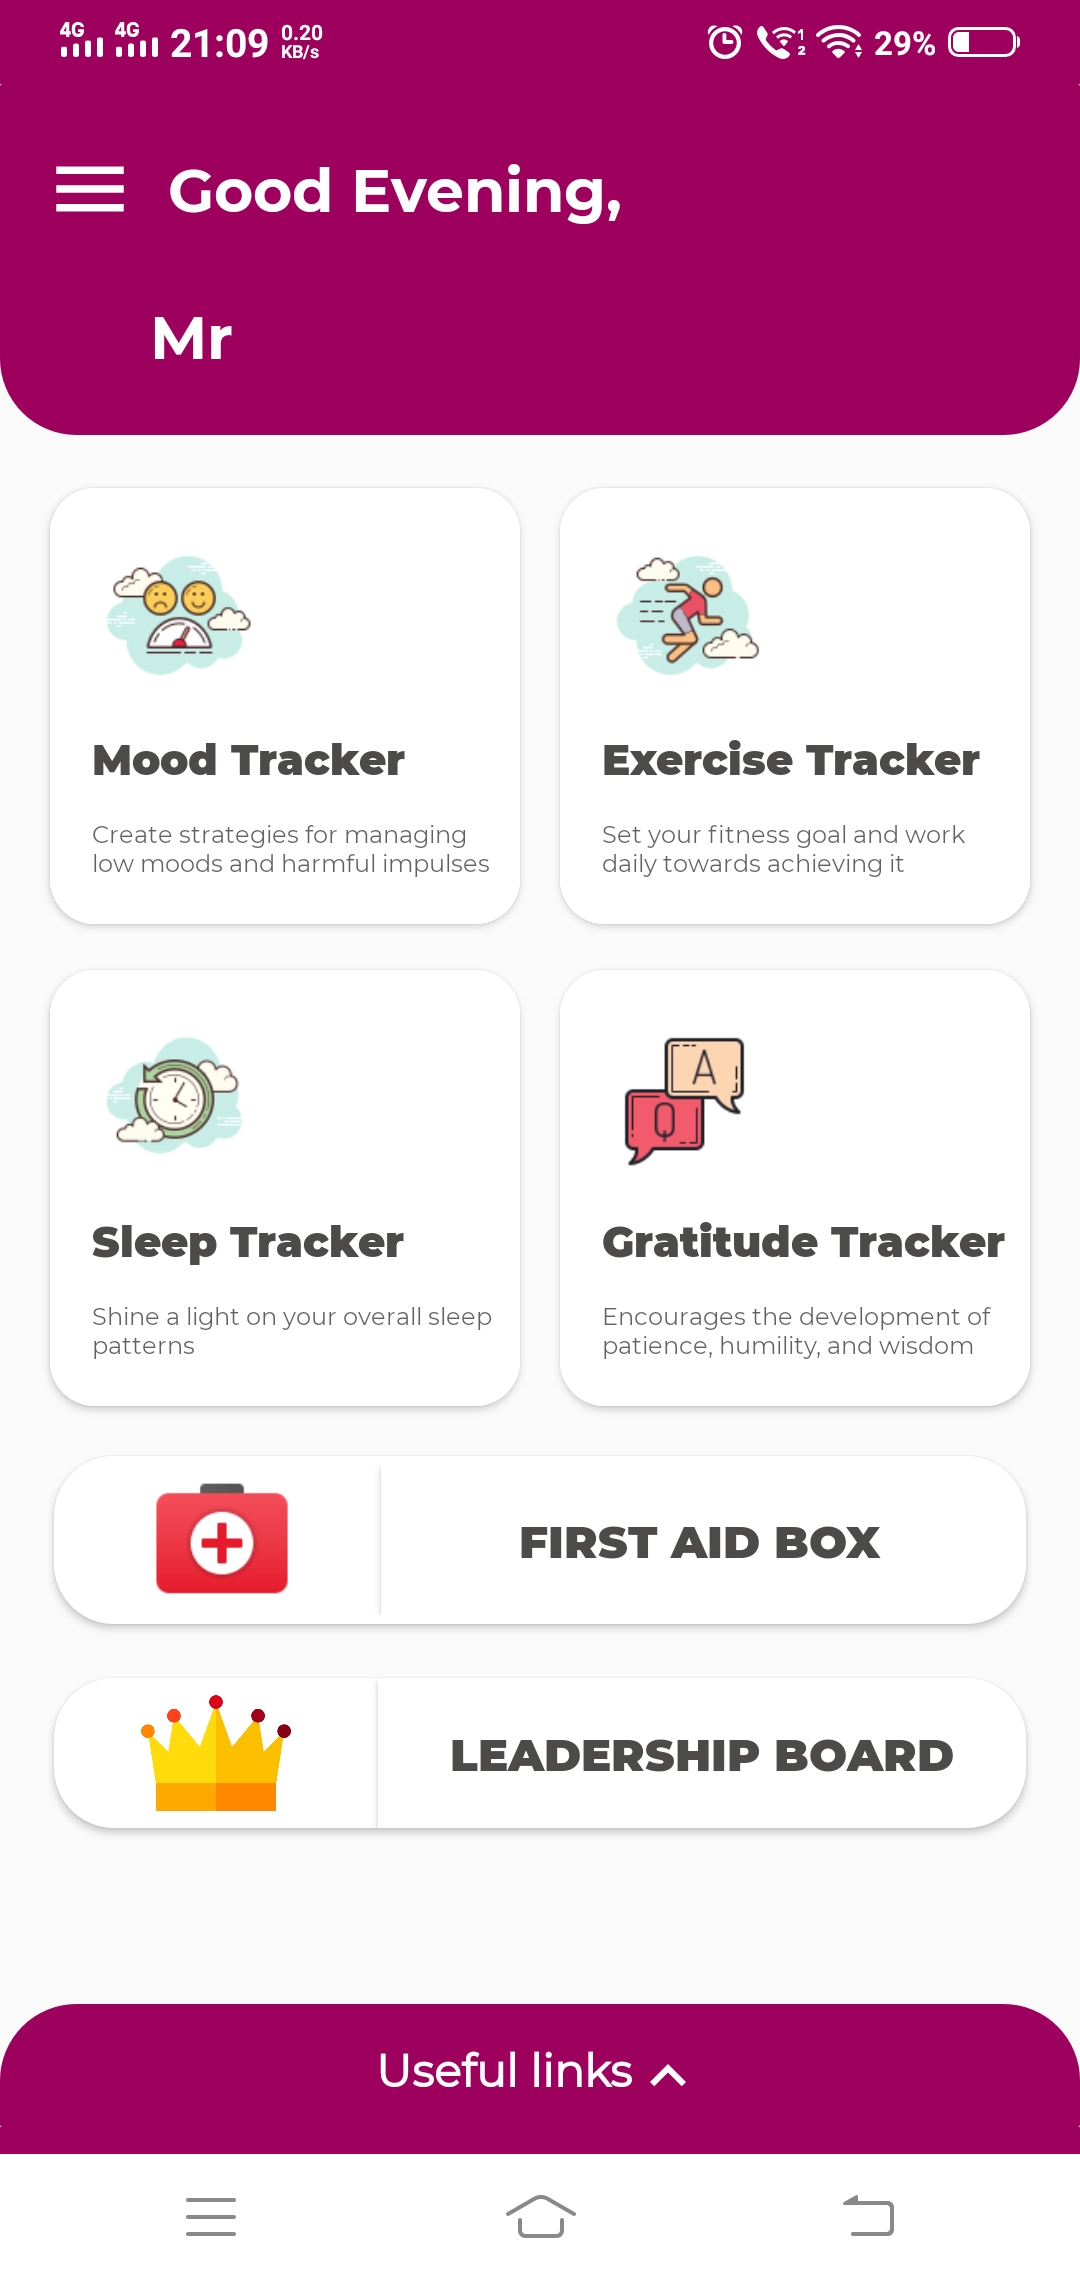 4G 4G 21:09 0.20 KB/s 1 2 29%
Good Evening,
Mr
Mood Tracker
Create strategies for managing
low moods and harmful impulses
Exercise Tracker
Set your fitness goal and work
daily towards achieving it
A
Q
Sleep Tracker
Shine a light on your overall sleep
patterns
Gratitude Tracker
Encourages the development of
patience, humility, and wisdom
FIRST AID BOX
LEADERSHIP BOARD
Useful links